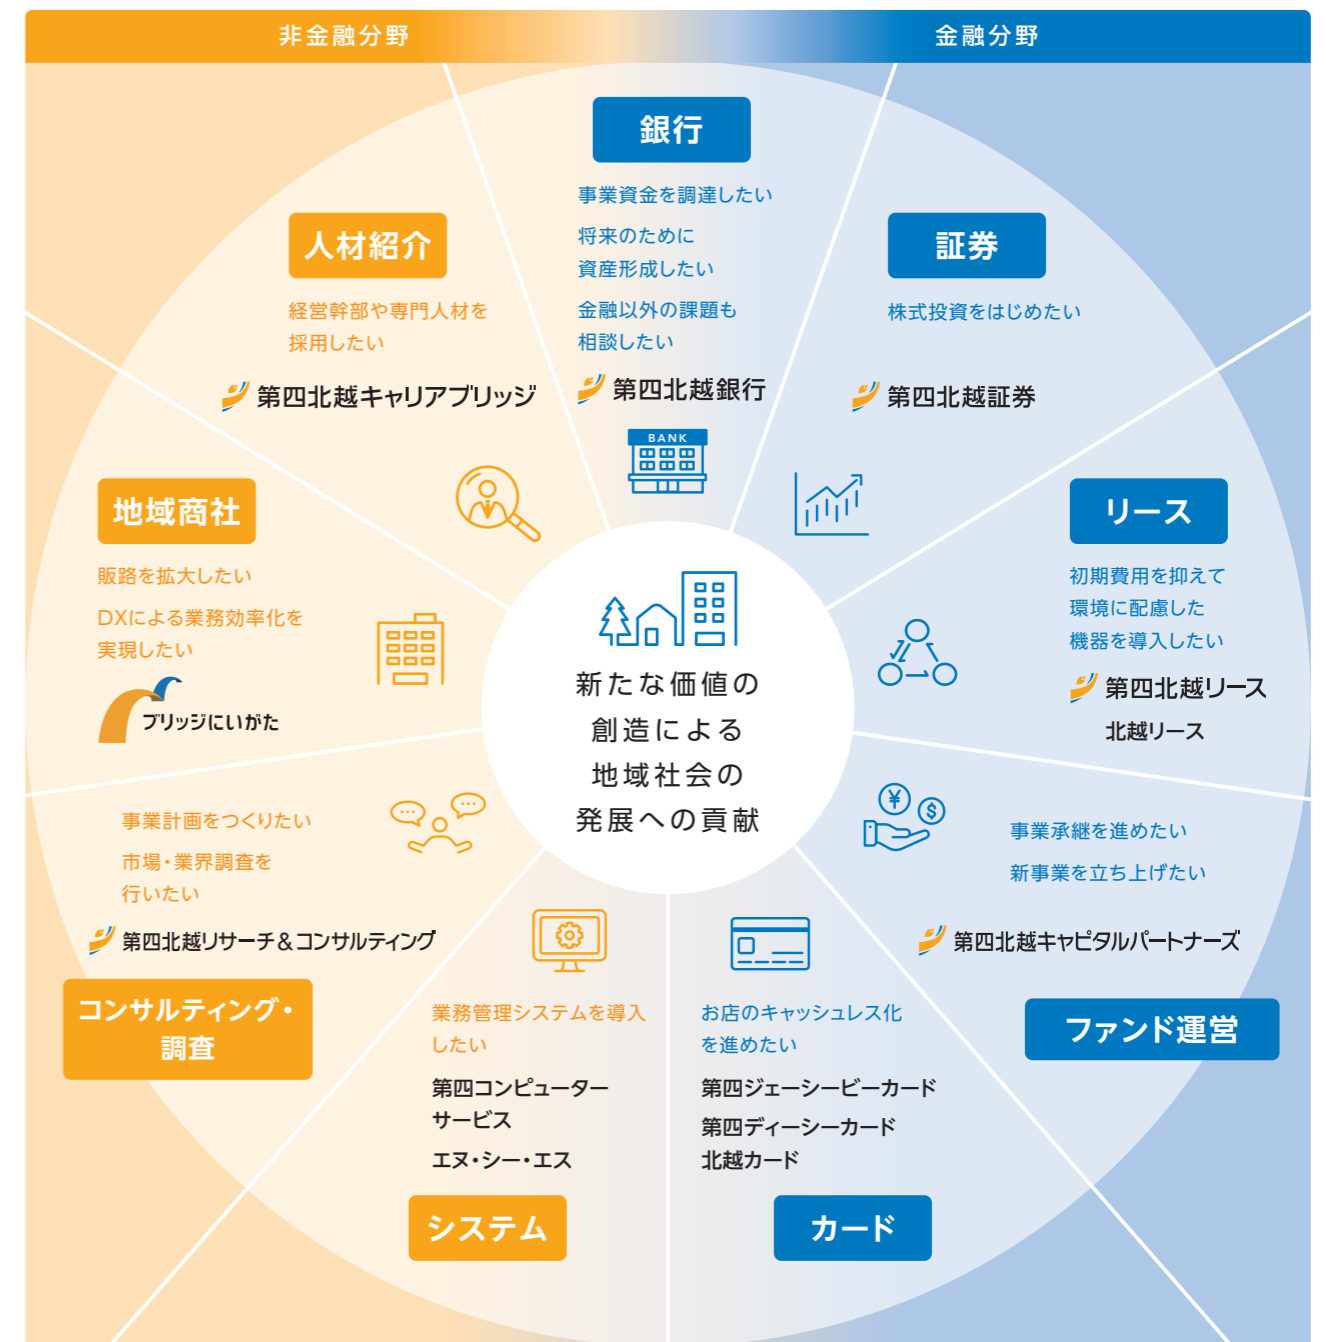 非金融分野
金融分野
銀行
事業資金を調達したい
将来のために
資産形成したい
金融以外の課題も
相談したい
第四北越銀行
BANK
証券
株式投資をはじめたい
第四北越証券
リース
初期費用を抑えて
環境に配慮した
機器を導入したい
第四北越リース
北越リース
事業承継を進めたい
新事業を立ち上げたい
第四北越キャピタルパートナーズ
ファンド運営
¥
$
お店のキャッシュレス化
を進めたい
第四ジェーシービーカード
第四ディーシーカード
北越カード
カード
業務管理システムを導入
したい
第四コンピューター
サービス
エヌ・シー・エス
システム
事業計画をつくりたい
市場・業界調査を
行いたい
第四北越リサーチ&コンサルティング
コンサルティング・
調査
地域商社
販路を拡大したい
DXによる業務効率化を
実現したい
ブリッジにいがた
人材紹介
経営幹部や専門人材を
採用したい
第四北越キャリアブリッジ
新たな価値の
創造による
地域社会の
発展への貢献